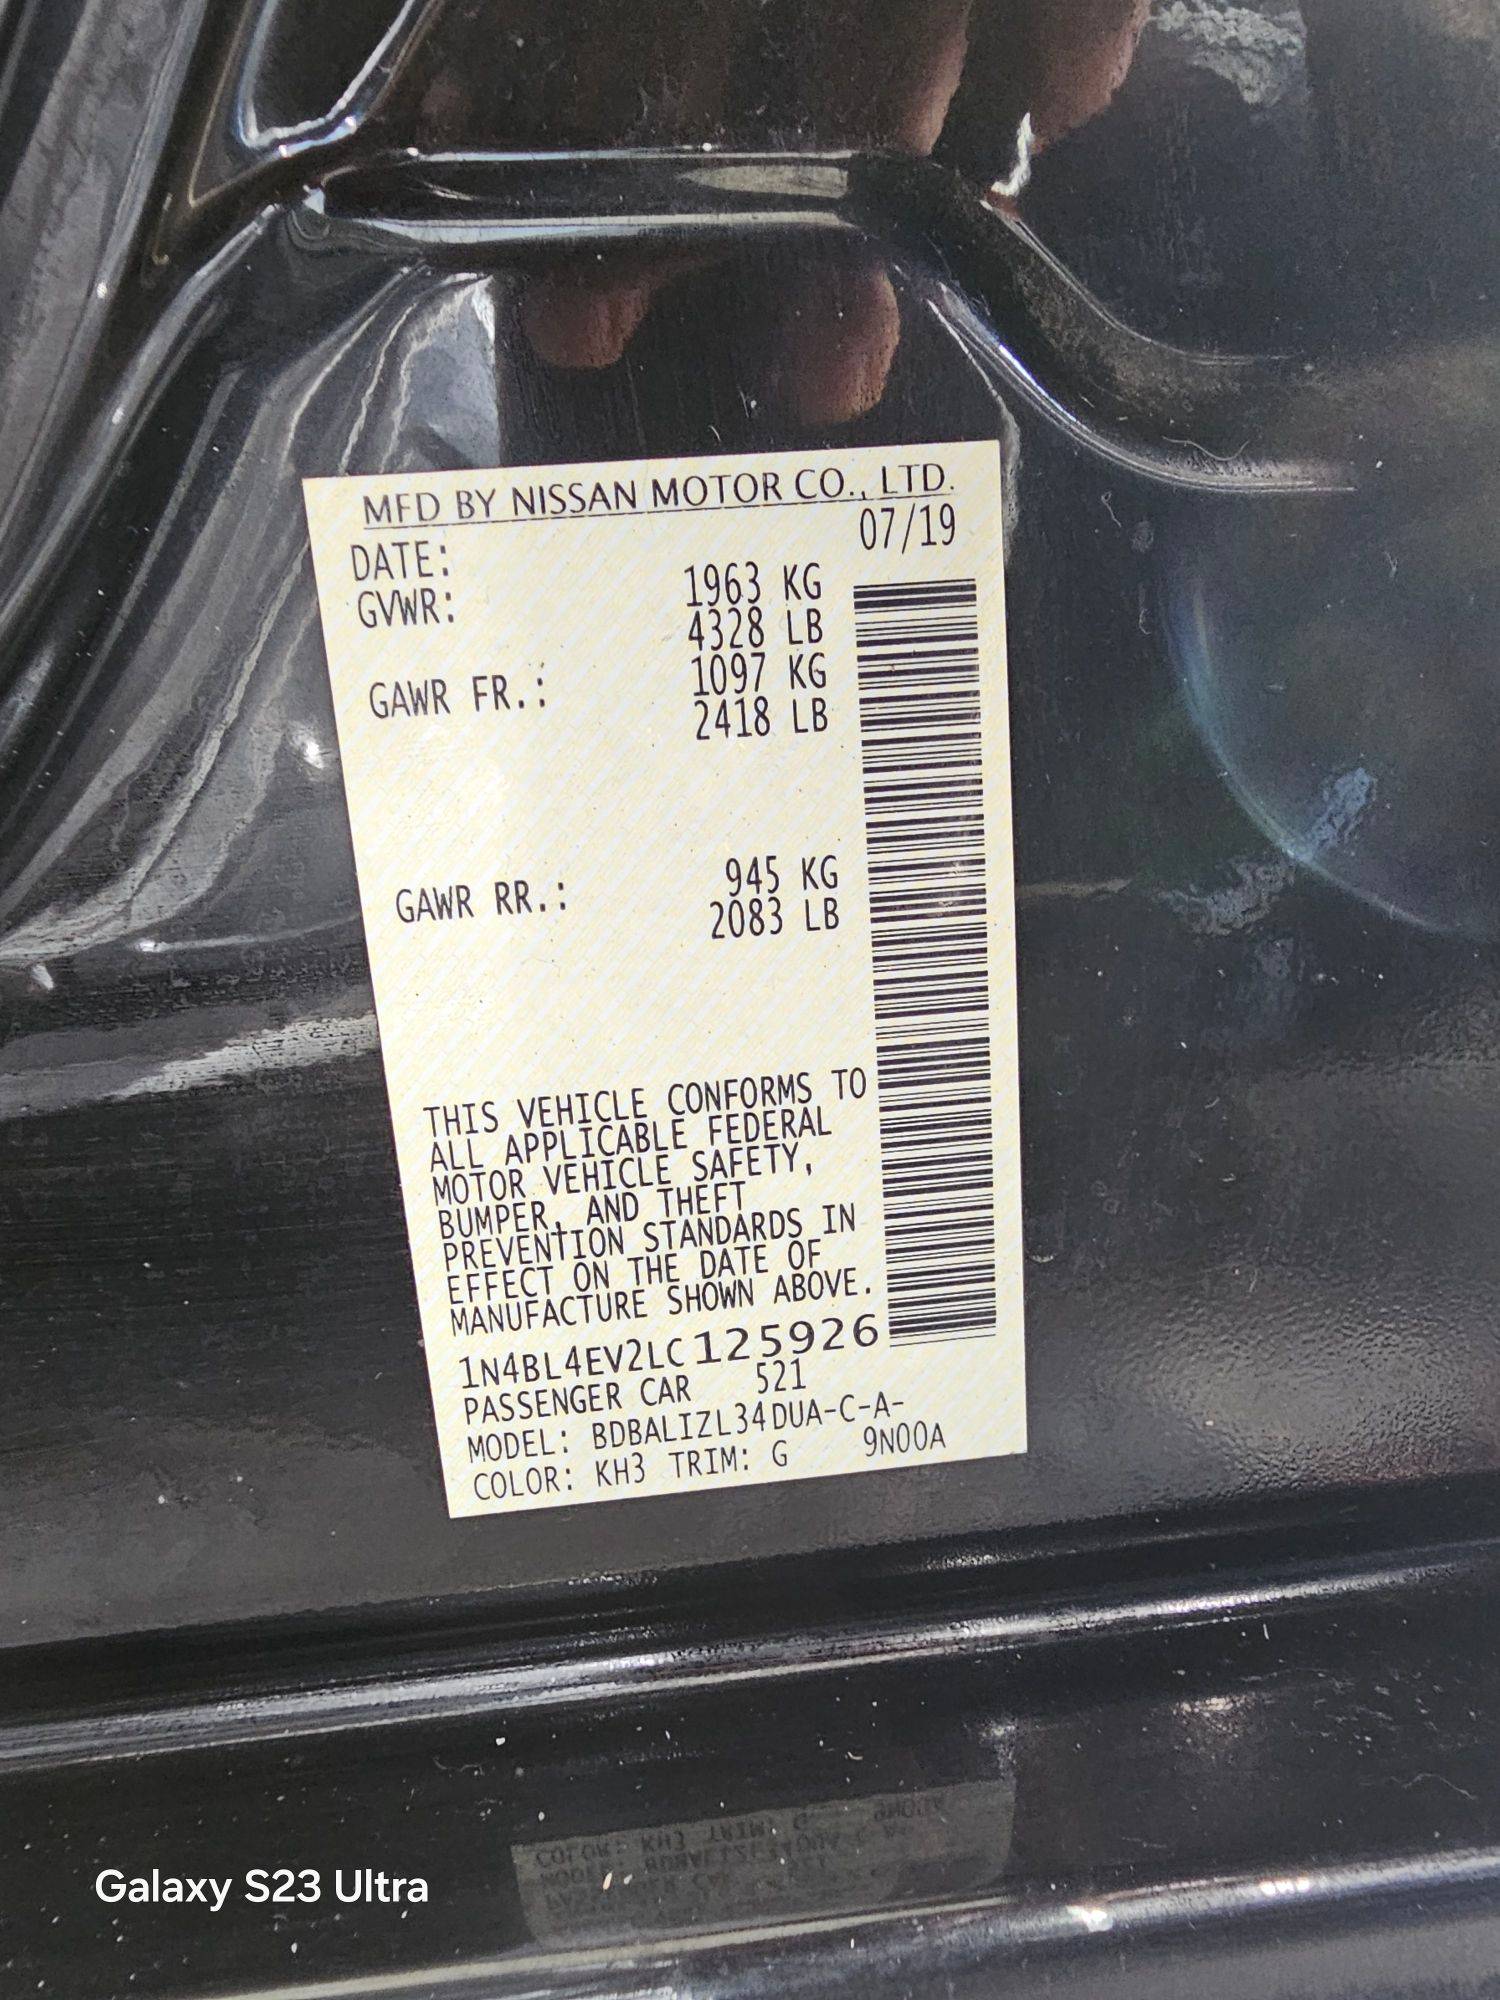 MFD BY NISSAN MOTOR CO., LTD.
DATE: 07/19
GVWR: 1963 KG
4328 LB
GAWR FR.: 1097 KG
2418 LB
GAWR RR.: 945 KG
2083 LB
THIS VEHICLE CONFORMS TO
ALL APPLICABLE FEDERAL
MOTOR VEHICLE SAFETY,
BUMPER, AND THEFT
PREVENTION STANDARDS IN
EFFECT ON THE DATE OF
MANUFACTURE SHOWN ABOVE.
1N4BL4EV2LC125926
PASSENGER CAR 521
MODEL: BDBALIZL34DUA-C-A-
COLOR: KH3 TRIM: G 9N00A
Galaxy S23 Ultra